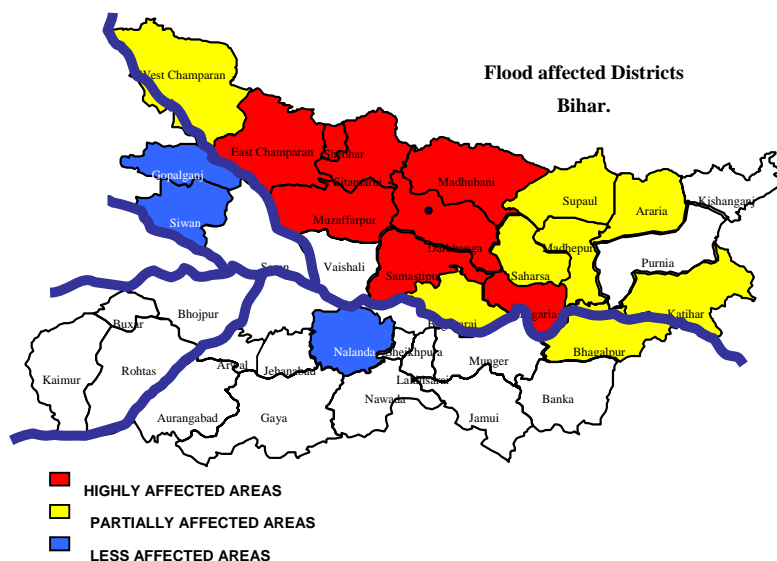 Flood affected Districts
Bihar.
West Champaran
East Champaran
Sheohar
Sitamarhi
Madhubani
Gopalganj
Siwan
Muzaffarpur
Darbhanga
Supaul
Araria
Kishanganj
Madhepura
Purnia
Saharsa
Saran
Vaishali
Samastipur
Begusarai
Katihar
Buxar
Bhojpur
Nalanda
Sheikhpura
Munger
Bhagalpur
Kaimur
Rohtas
Arwal
Jehanabad
Lakhisarai
Nawada
Banka
Aurangabad
Gaya
Jamui
HIGHLY AFFECTED AREAS
PARTIALLY AFFECTED AREAS
LESS AFFECTED AREAS